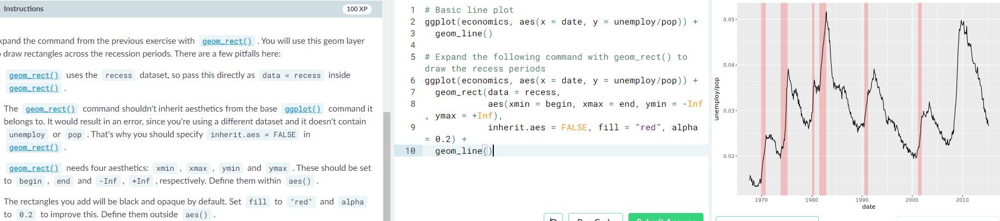 Instructions
100 XP
xpand the command from the previous exercise with geom_rect() . You will use this geom layer
draw rectangles across the recession periods. There are a few pitfalls here:
geom_rect() uses the recess dataset, so pass this directly as data = recess inside
geom_rect() .
The geom_rect() command shouldn't inherit aesthetics from the base ggplot() command it
belongs to. It would result in an error, since you're using a different dataset and it doesn't contain
unemploy or pop . That's why you should specify inherit.aes = FALSE in
geom_rect() .
geom_rect() needs four aesthetics: xmin , xmax , ymin and ymax . These should be set
to begin , end and -Inf , +Inf , respectively. Define them within aes() .
The rectangles you add will be black and opaque by default. Set fill to "red" and alpha
to 0.2 to improve this. Define them outside aes() .
1 # Basic line plot
2 ggplot(economics, aes(x = date, y = unemploy/pop)) +
3 geom_line()
4
5 # Expand the following command with geom_rect() to
draw the recess periods
6 ggplot(economics, aes(x = date, y = unemploy/pop)) +
7 geom_rect(data = recess,
8 aes(xmin = begin, xmax = end, ymin = -Inf
, ymax = +Inf),
9 inherit.aes = FALSE, fill = "red", alpha
= 0.2) +
10 geom_line()
Run Code
Submit Answer
0.05
0.04
0.03
0.02
unemploy/pop
1970 1980 1990 2000 2010
date